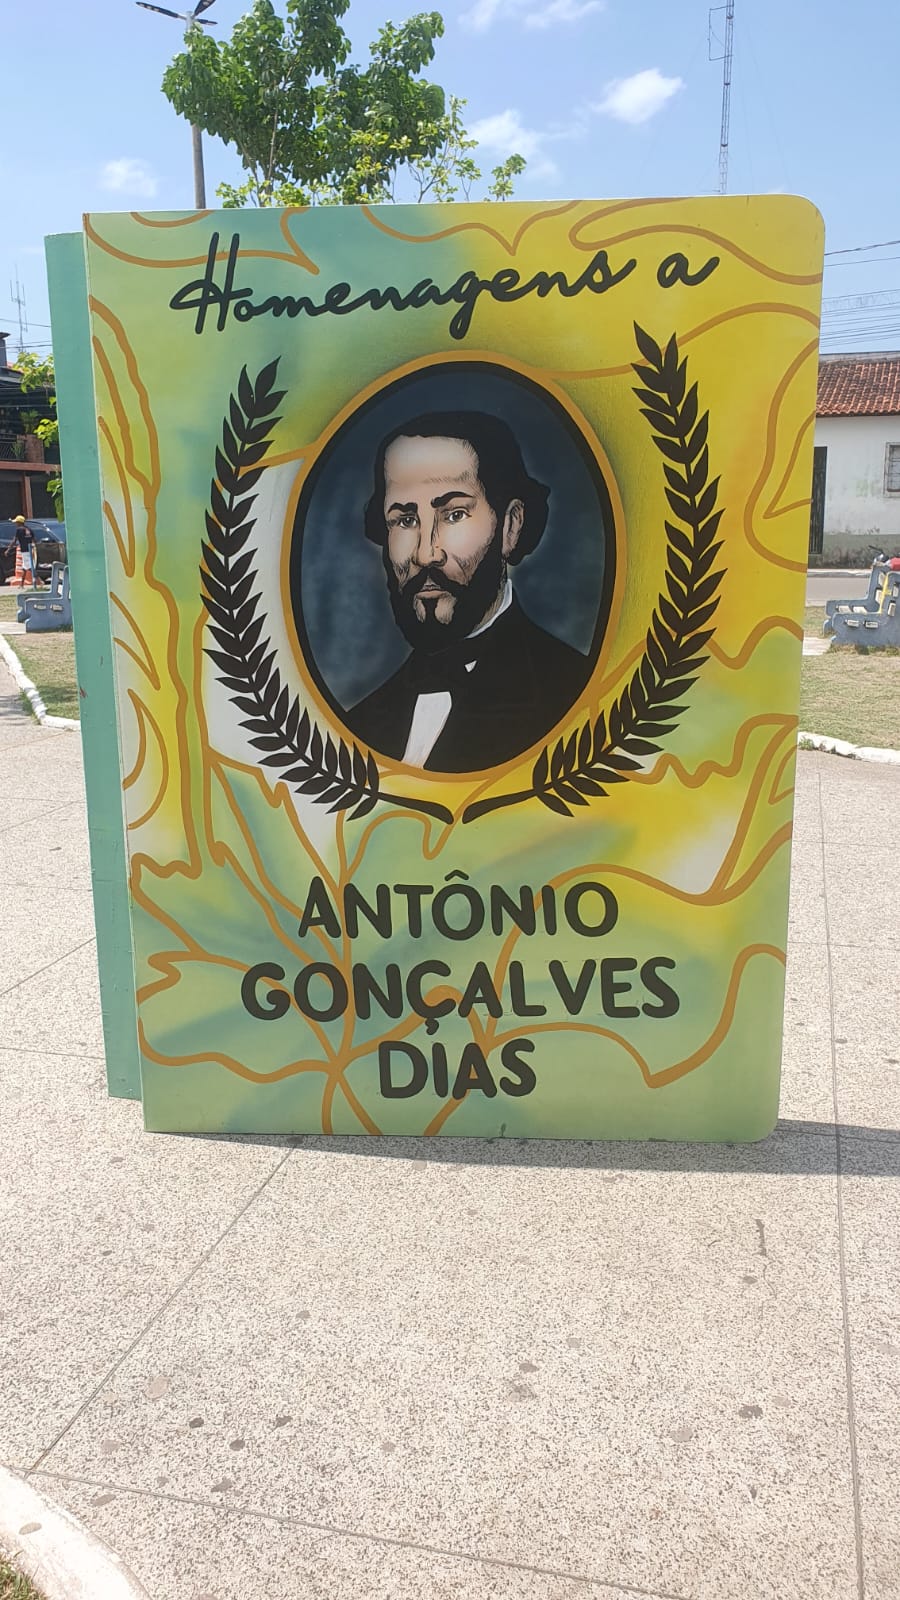 Homenagens a
ANTÔNIO
GONÇALVES
DIAS